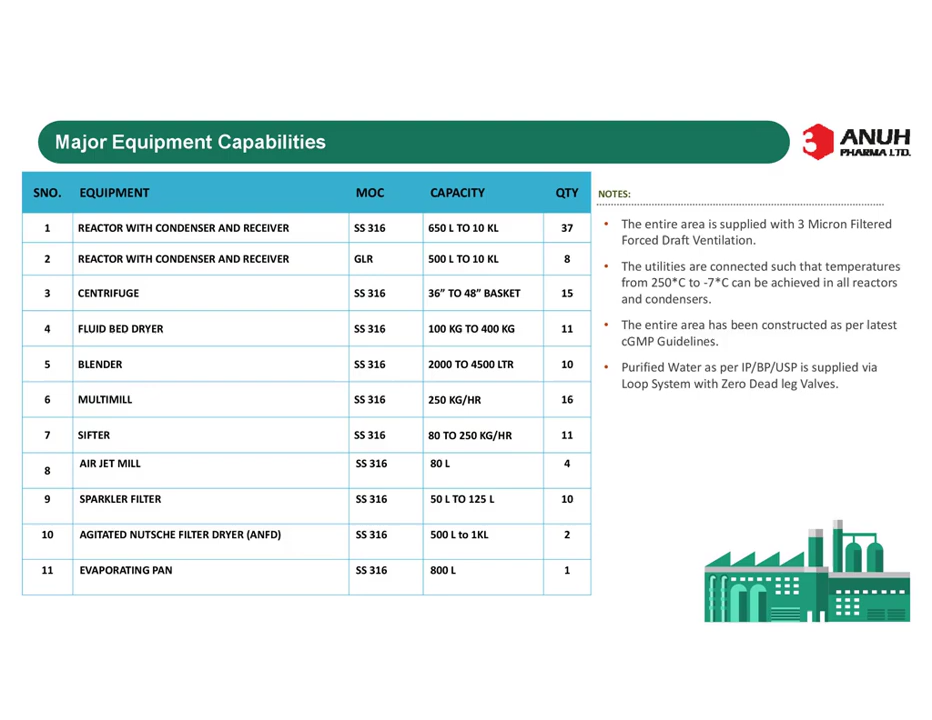 Major Equipment Capabilities
3 ANUH
PHARMA LTD.
SNO. EQUIPMENT MOC CAPACITY QTY
1 REACTOR WITH CONDENSER AND RECEIVER SS 316 650 L TO 10 KL 37
2 REACTOR WITH CONDENSER AND RECEIVER GLR 500 L TO 10 KL 8
3 CENTRIFUGE SS 316 36” TO 48” BASKET 15
4 FLUID BED DRYER SS 316 100 KG TO 400 KG 11
5 BLENDER SS 316 2000 TO 4500 LTR 10
6 MULTIMILL SS 316 250 KG/HR 16
7 SIFTER SS 316 80 TO 250 KG/HR 11
8 AIR JET MILL SS 316 80 L 4
9 SPARKLER FILTER SS 316 50 L TO 125 L 10
10 AGITATED NUTSCHE FILTER DRYER (ANFD) SS 316 500 L to 1KL 2
11 EVAPORATING PAN SS 316 800 L 1
NOTES:
• The entire area is supplied with 3 Micron Filtered
Forced Draft Ventilation.
• The utilities are connected such that temperatures
from 250*C to -7*C can be achieved in all reactors
and condensers.
• The entire area has been constructed as per latest
cGMP Guidelines.
• Purified Water as per IP/BP/USP is supplied via
Loop System with Zero Dead leg Valves.